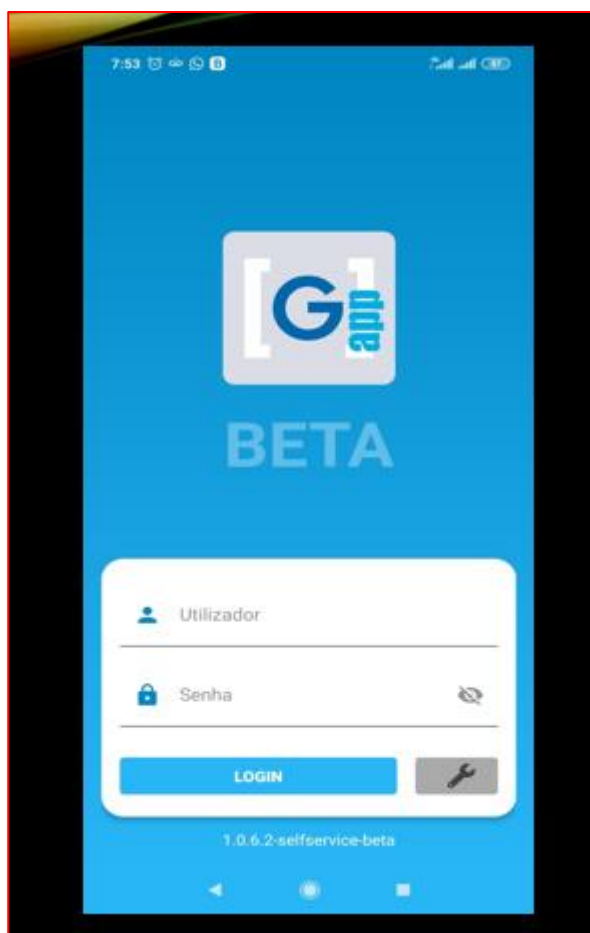 7:53
[G]
app
BETA
Utilizador
Senha
LOGIN
1.0.6.2-selfservice-beta